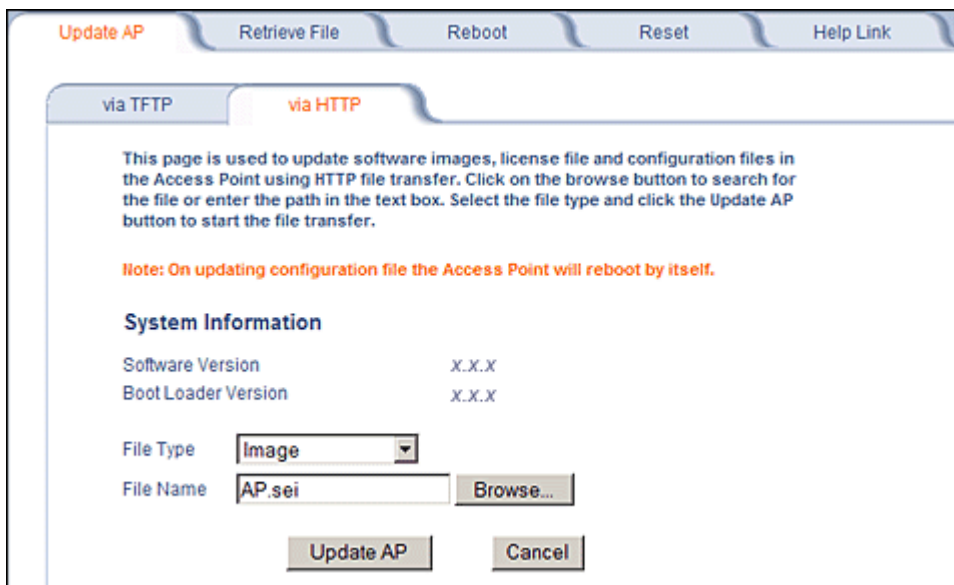 Update AP Retrieve File Reboot Reset Help Link
via TFTP via HTTP
This page is used to update software images, license file and configuration files in
the Access Point using HTTP file transfer. Click on the browse button to search for
the file or enter the path in the text box. Select the file type and click the Update AP
button to start the file transfer.
Note: On updating configuration file the Access Point will reboot by itself.
System Information
Software Version x.x.x
Boot Loader Version x.x.x
File Type Image
File Name AP.sei Browse...
Update AP Cancel